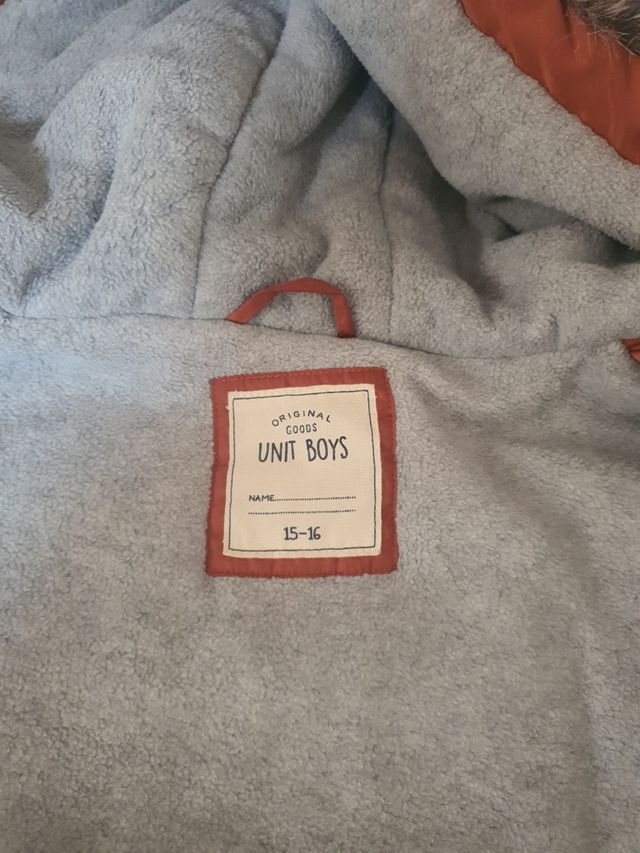 ORIGINAL
GOODS
UNIT BOYS
NAME
15-16